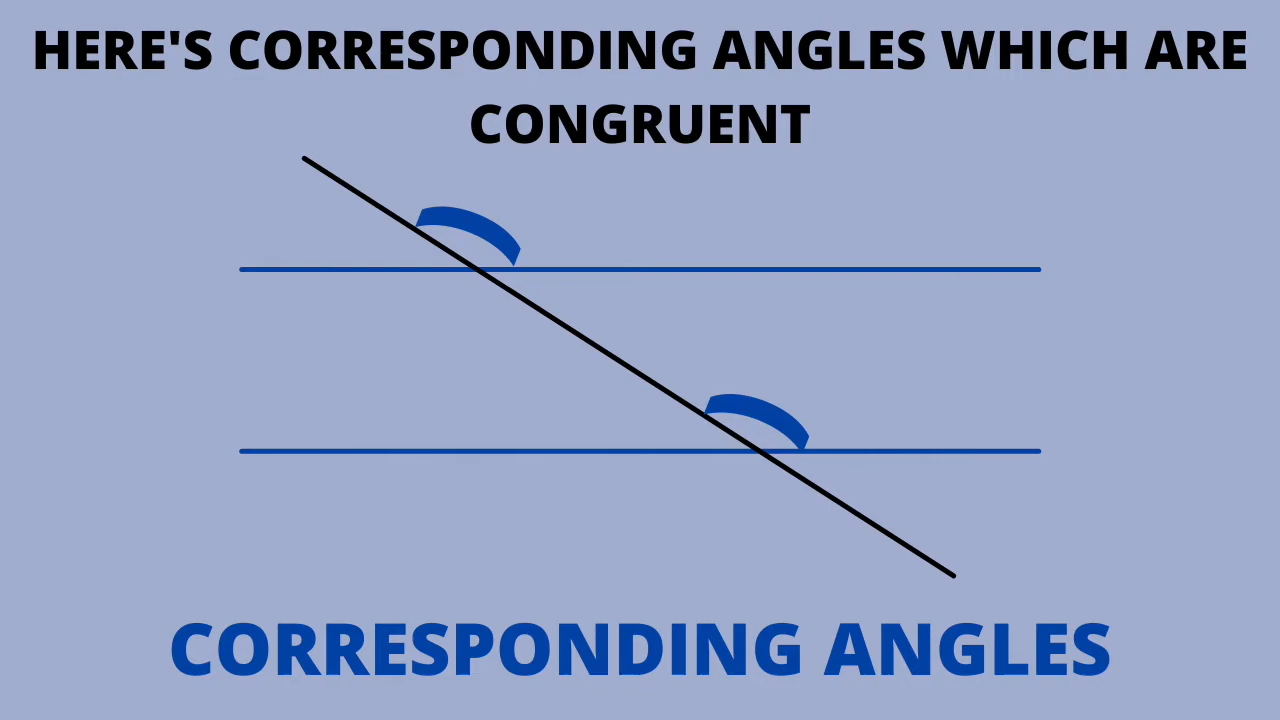 HERE'S CORRESPONDING ANGLES WHICH ARE
CONGRUENT
CORRESPONDING ANGLES